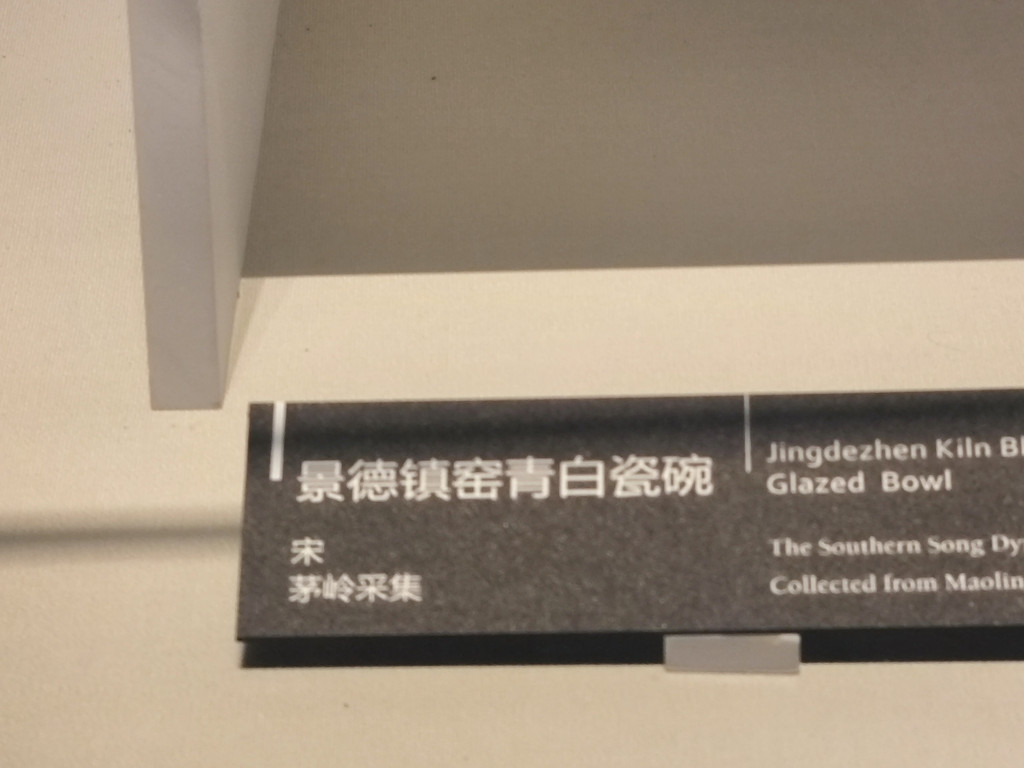 景德镇窑青白瓷碗
宋
茅岭采集
Jingdezhen Kiln
Glazed Bowl
The Southern Song
Collected from